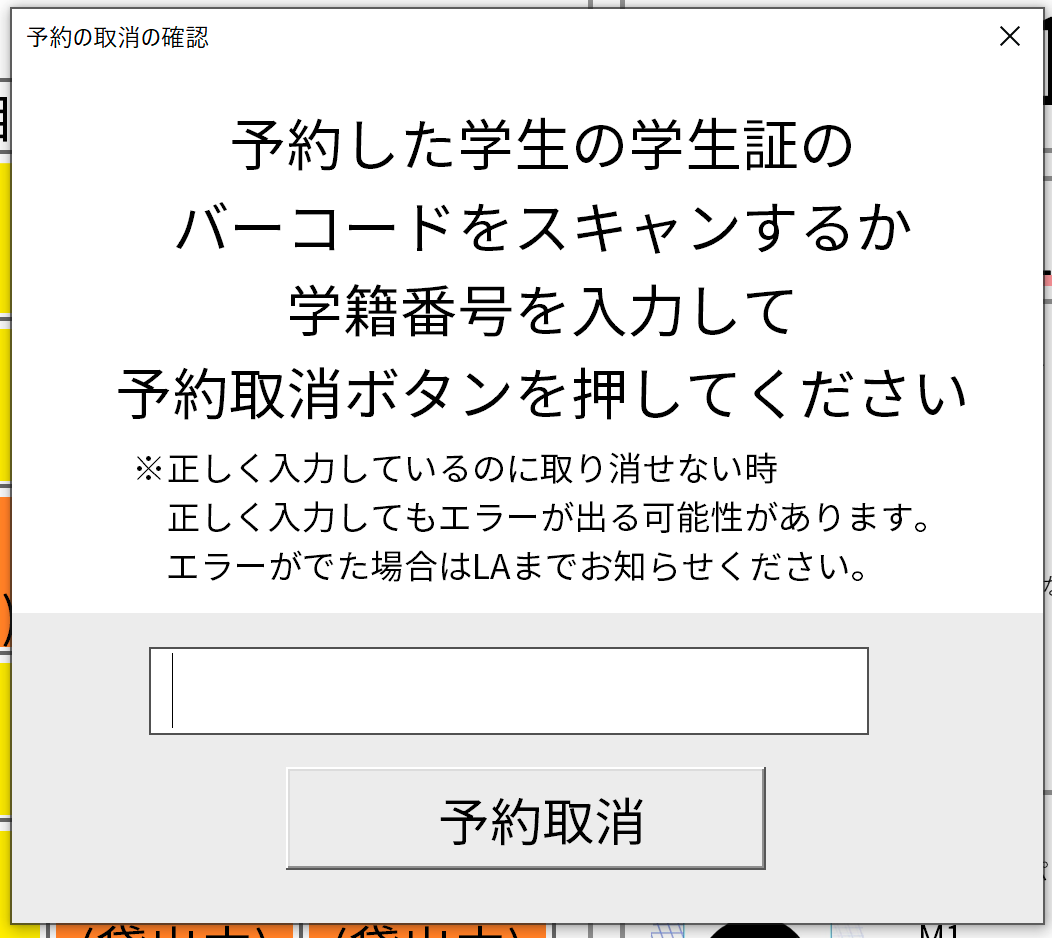 予約の取消の確認
予約した学生の学生証の
バーコードをスキャンするか
学籍番号を入力して
予約取消ボタンを押してください
※正しく入力しているのに取り消せない時
正しく入力してもエラーが出る可能性があります。
エラーがでた場合はLAまでお知らせください。
予約取消